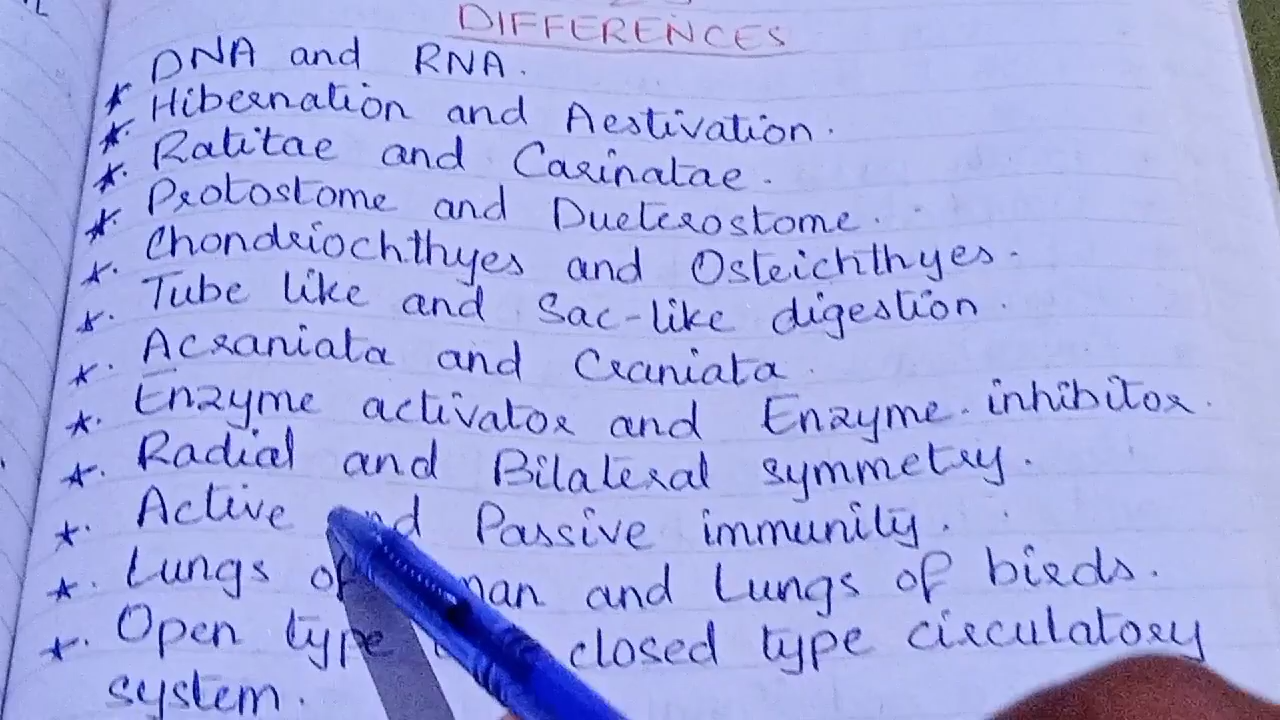 DIFFERENCES
DNA and RNA.
* Hibernation and Aestivation.
*. Ratitae and Carinatae.
*. Protostome and Dueterostome.
*. Chondriochthyes and Osteichthyes.
*. Tube like and Sac-like digestion.
*. Acraniata and Craniata.
*. Enzyme activator and Enzyme inhibitor.
*. Radial and Bilateral symmetry.
*. Active and Passive immunity.
*. Lungs of and Lungs of birds.
*. Open type closed type circulatory
system.